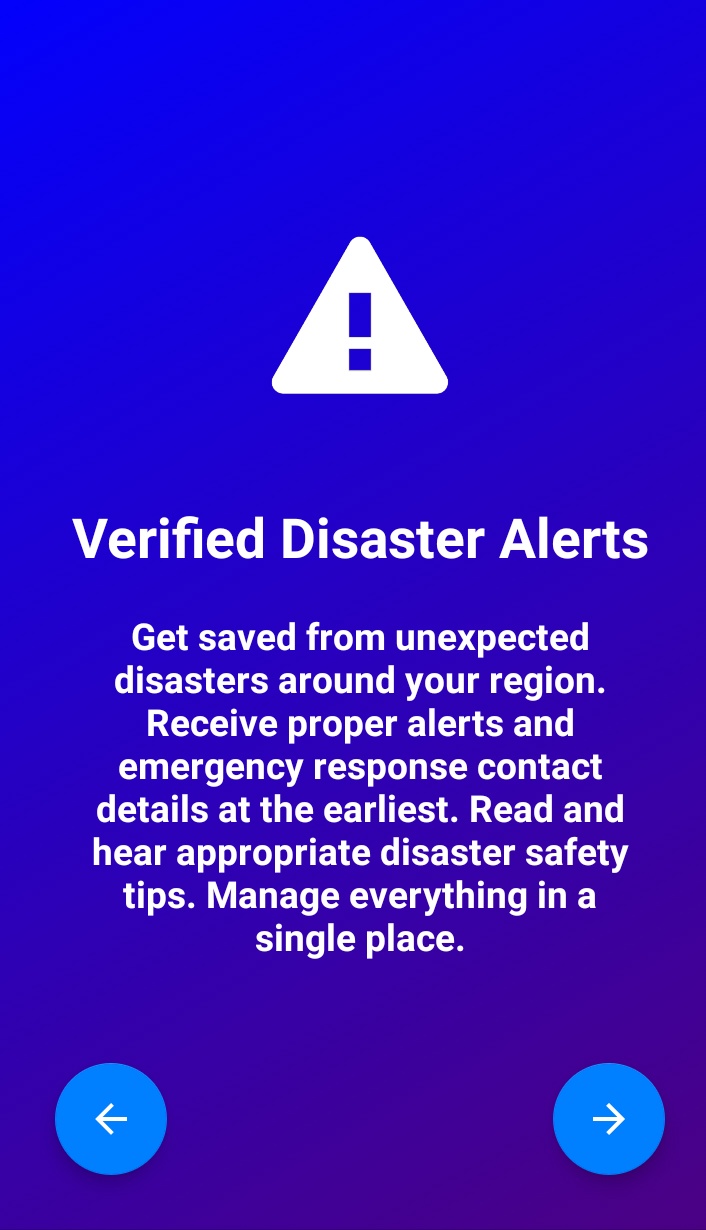 Verified Disaster Alerts
Get saved from unexpected
disasters around your region.
Receive proper alerts and
emergency response contact
details at the earliest. Read and
hear appropriate disaster safety
tips. Manage everything in a
single place.